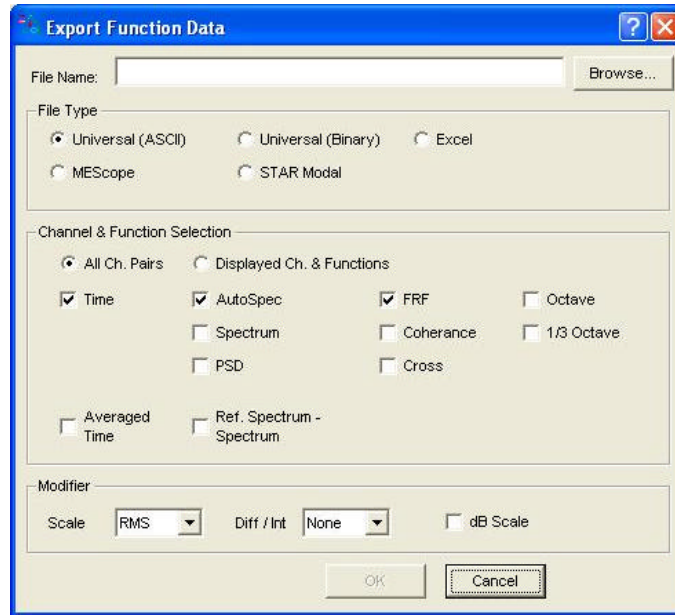 Export Function Data
File Name:
Browse...
File Type
Universal (ASCII) Universal (Binary) Excel
MEScope STAR Modal
Channel & Function Selection
All Ch. Pairs Displayed Ch. & Functions
Time AutoSpec FRF Octave
Spectrum Coherance 1/3 Octave
PSD Cross
Averaged Time
Ref. Spectrum - Spectrum
Modifier
Scale RMS Diff / Int None dB Scale
OK Cancel